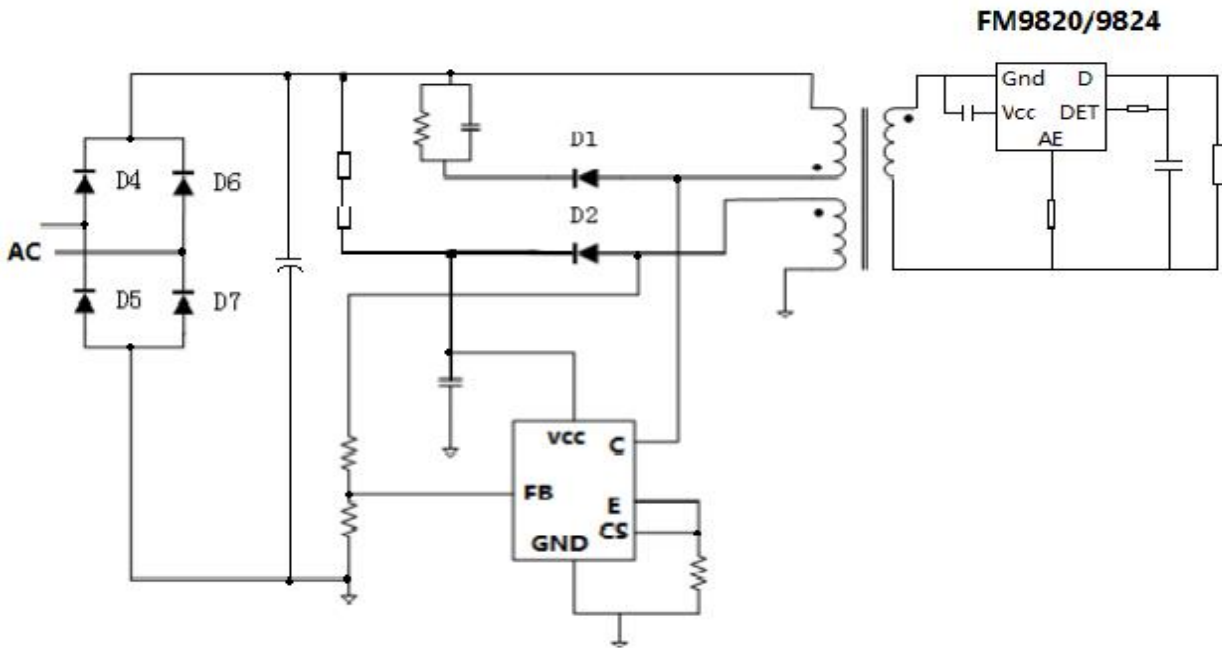 FM9820/9824
Gnd D
Vcc DET
AE
D1
D4 D6
D2
AC
D5 D7
vcc
C
FB
E
CS
GND